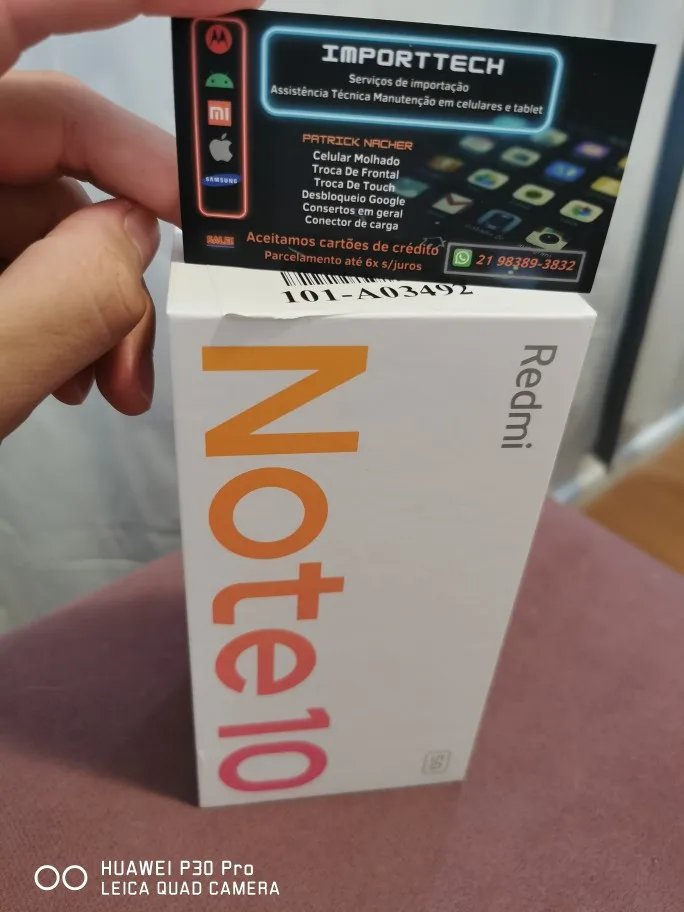 IMPORTTECH
Serviços de importação
Assistência Técnica Manutenção em celulares e tablet
mi
SAMSUNG
PATRICK NACHER
Celular Molhado
Troca De Frontal
Troca De Touch
Desbloqueio Google
Consertos em geral
Conector de carga
Aceitamos cartões de crédito
Parcelamento até 6x s/juros
21 98389-3832
101-A03492
Redmi
Note10
5G
HUAWEI P30 Pro
LEICA QUAD CAMERA